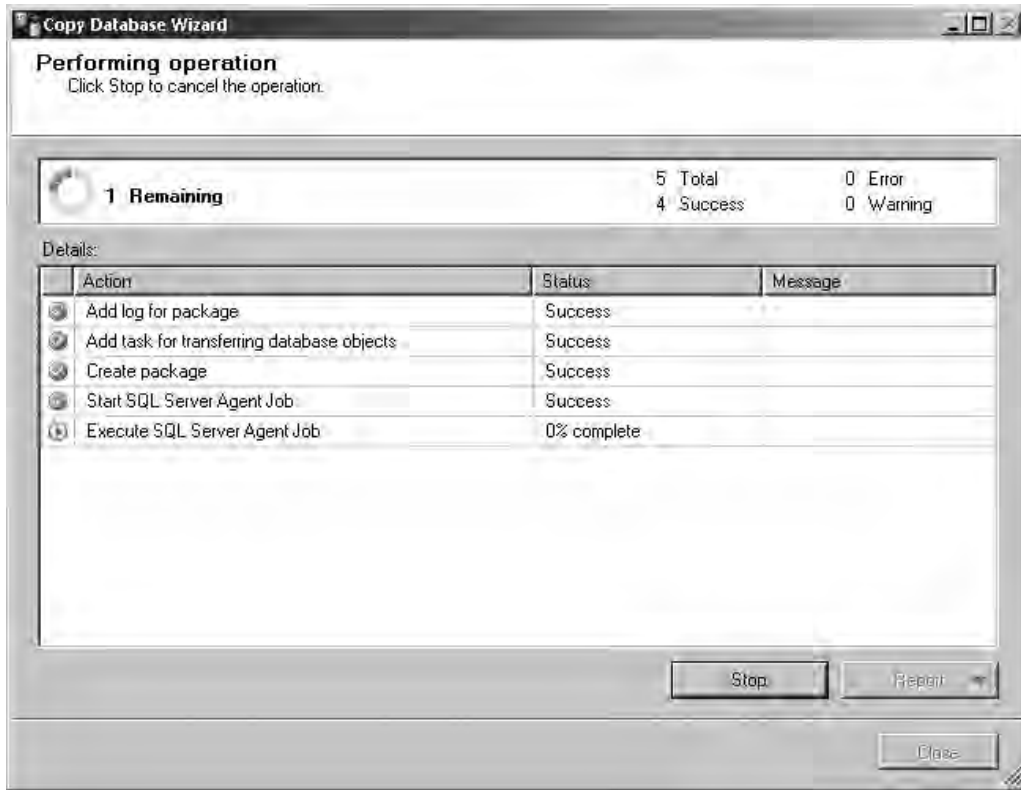 Copy Database Wizard
Performing operation
Click Stop to cancel the operation.
1 Remaining
5 Total
0 Error
4 Success
0 Warning
Details:
Action Status Message
Add log for package Success
Add task for transferring database objects Success
Create package Success
Start SQL Server Agent Job Success
Execute SQL Server Agent Job 0% complete
Stop Report
Close